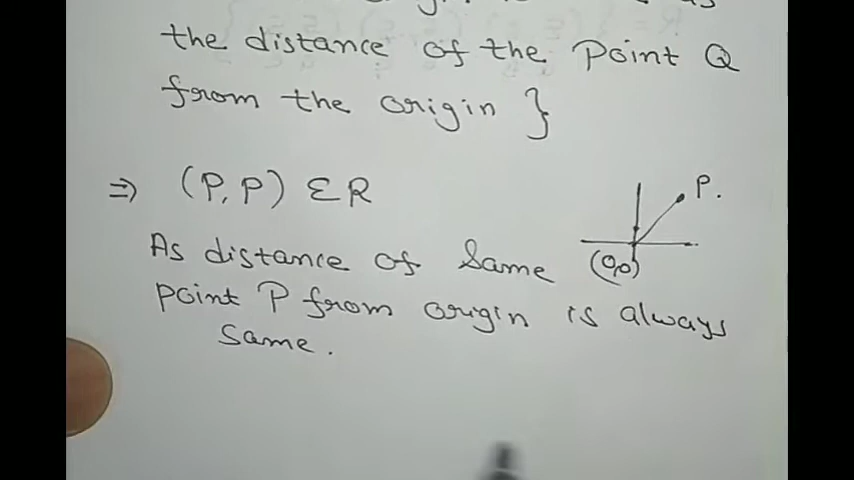 the distance of the Point Q
from the origin }
⇒ (P, P) Ɛ R
P.
As distance of Same
(0,0)
point P from origin is always
Same.